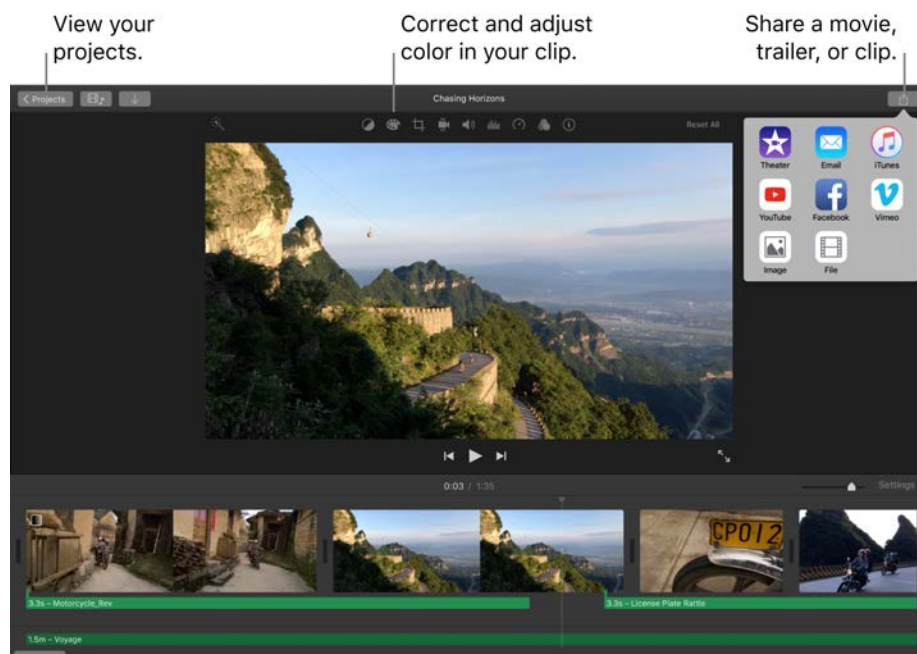 View your
projects.
Correct and adjust
color in your clip.
Share a movie,
trailer, or clip.
Projects
Chasing Horizons
Reset All
Theater
Email
iTunes
YouTube
Facebook
Vimeo
Image
File
0:03 / 1:35
Settings
CP012
3.3s – Motorcycle_Rev
3.3s – License Plate Rattle
1.5m – Voyage